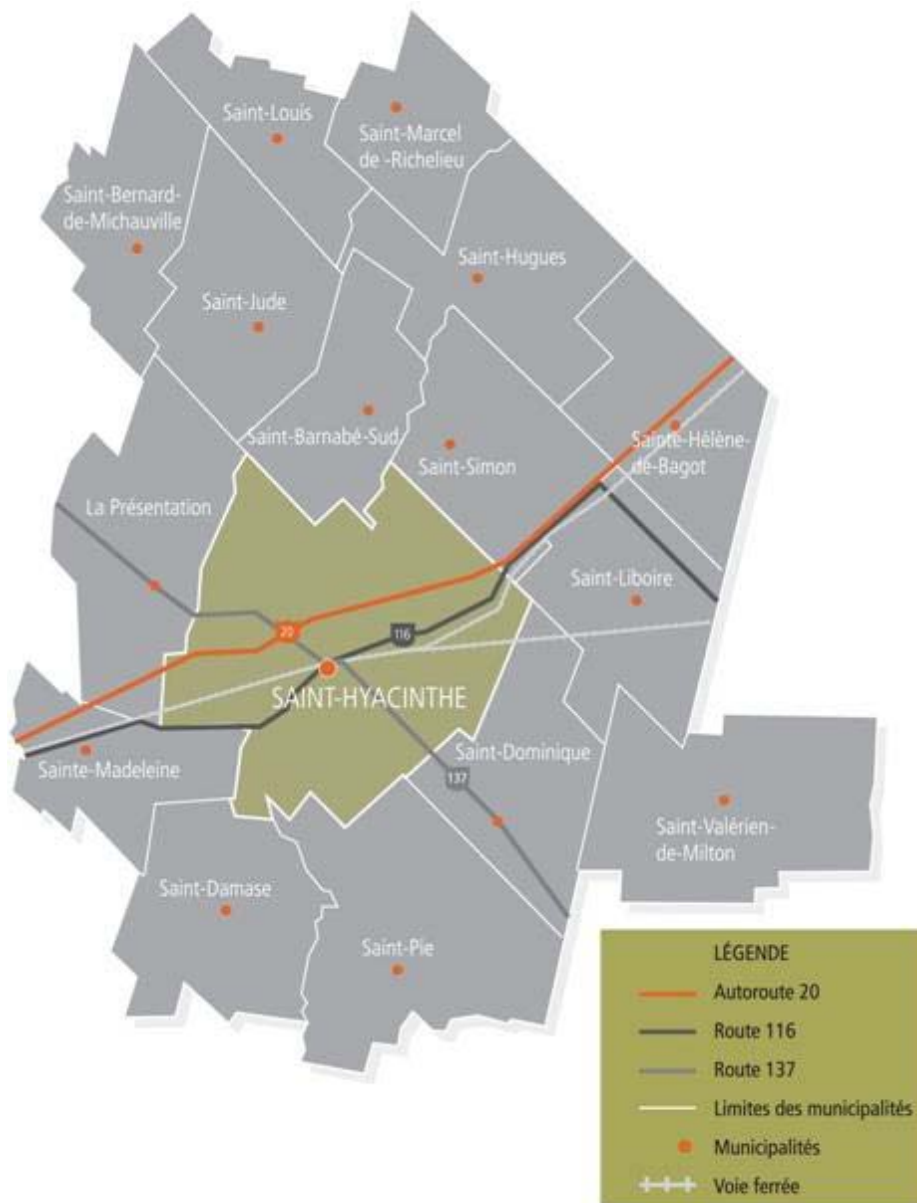 Saint-Louis
Saint-Marcel
de -Richelieu
Saint-Bernard-
de-Michauville
Saint-Hugues
Saint-Jude
Saint-Barnabé-Sud
Saint-Simon
Sainte-Hélène-
de-Bagot
La Présentation
Saint-Liboire
20
116
SAINT-HYACINTHE
Saint-Dominique
Sainte-Madeleine
137
Saint-Valérien-
de-Milton
Saint-Damase
Saint-Pie
LÉGENDE
Autoroute 20
Route 116
Route 137
Limites des municipalités
Municipalités
Voie ferrée